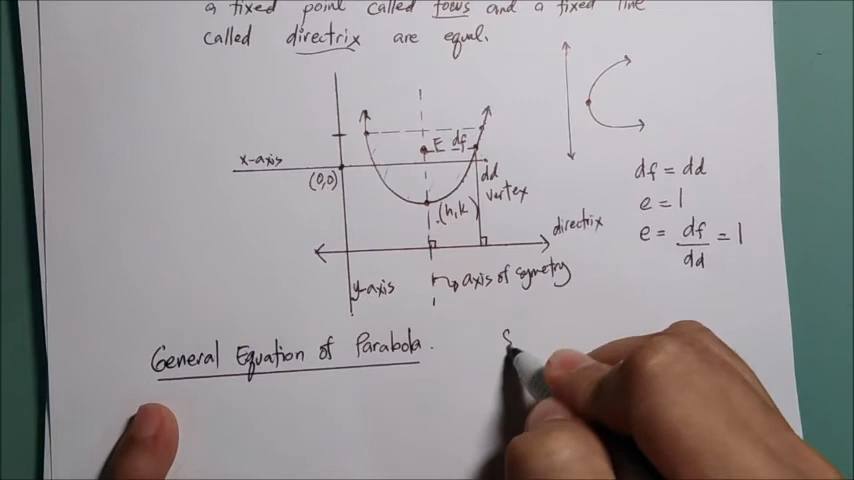 a fixed point called focus and a fixed line
called directrix are equal.
x-axis
(0,0)
F df
dd
vertex
(h,k)
directrix
y-axis
axis of symetry
df = dd
e = 1
e = df/dd = 1
General Equation of Parabola.
S